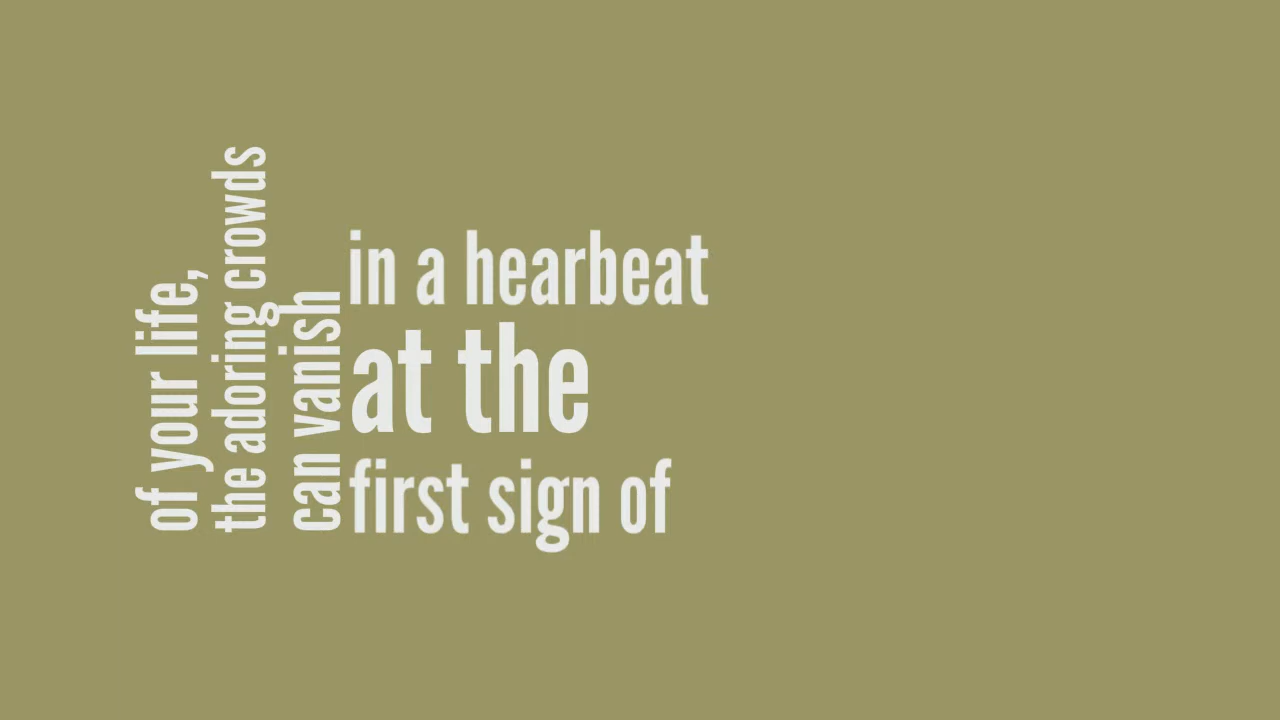 of your life,
the adoring crowds
can vanish
in a hearbeat
at the
first sign of